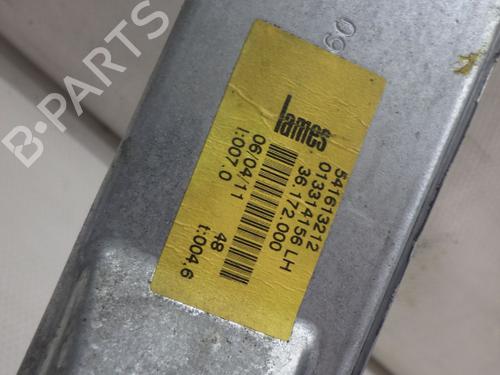 B-PARTS
60
lames
541613212
013314156 LH
36 172.000
06/04/11
48
I:007.0
t:004.6